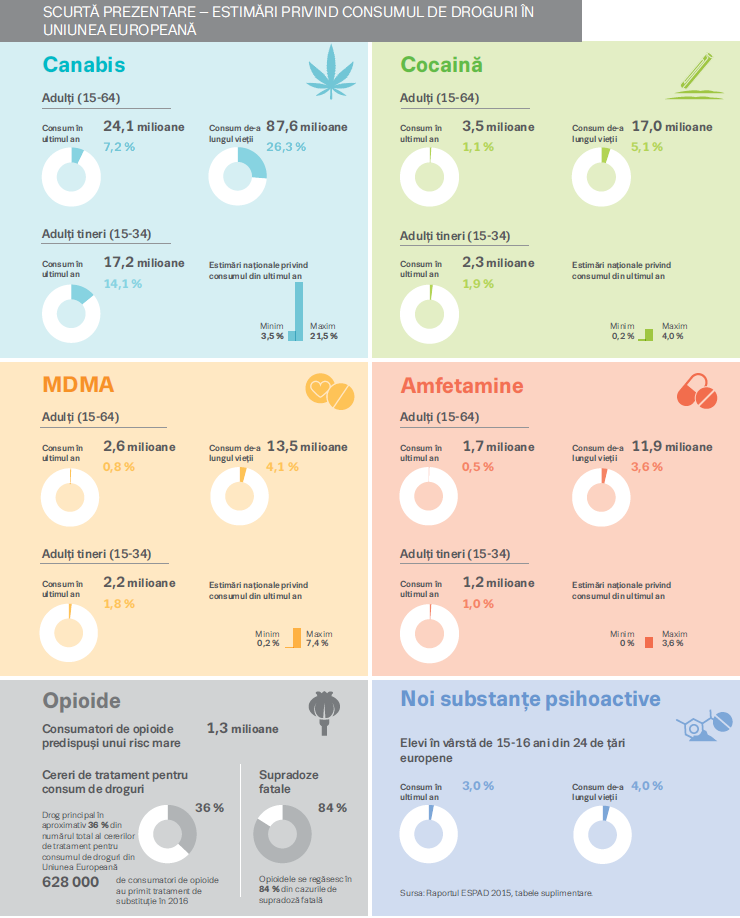 SCURTĂ PREZENTARE – ESTIMĂRI PRIVIND CONSUMUL DE DROGURI ÎN
UNIUNEA EUROPEANĂ
Canabis
Adulți (15-64)
Consum în
ultimul an
24,1 milioane
7,2 %
Consum de-a
lungul vieții
87,6 milioane
26,3 %
Adulți tineri (15-34)
Consum în
ultimul an
17,2 milioane
14,1 %
Estimări naționale privind
consumul din ultimul an
Minim
3,5 %
Maxim
21,5 %
Cocaină
Adulți (15-64)
Consum în
ultimul an
3,5 milioane
1,1 %
Consum de-a
lungul vieții
17,0 milioane
5,1 %
Adulți tineri (15-34)
Consum în
ultimul an
2,3 milioane
1,9 %
Estimări naționale privind
consumul din ultimul an
Minim
0,2 %
Maxim
4,0 %
MDMA
Adulți (15-64)
Consum în
ultimul an
2,6 milioane
0,8 %
Consum de-a
lungul vieții
13,5 milioane
4,1 %
Adulți tineri (15-34)
Consum în
ultimul an
2,2 milioane
1,8 %
Estimări naționale privind
consumul din ultimul an
Minim
0,2 %
Maxim
7,4 %
Amfetamine
Adulți (15-64)
Consum în
ultimul an
1,7 milioane
0,5 %
Consum de-a
lungul vieții
11,9 milioane
3,6 %
Adulți tineri (15-34)
Consum în
ultimul an
1,2 milioane
1,0 %
Estimări naționale privind
consumul din ultimul an
Minim
0 %
Maxim
3,6 %
Opioide
Consumatori de opioide
predispuși unui risc mare
1,3 milioane
Cereri de tratament pentru
consum de droguri
36 %
Drog principal în
aproximativ 36 % din
numărul total al cererilor
de tratament pentru
consumul de droguri din
Uniunea Europeană
628 000
de consumatori de opioide
au primit tratament de
substituție în 2016
Supradoze
fatale
84 %
Opioidele se regăsesc în
84 % din cazurile de
supradoză fatală
Noi substanțe psihoactive
Elevi în vârstă de 15-16 ani din 24 de țări
europene
Consum în
ultimul an
3,0 %
Consum de-a
lungul vieții
4,0 %
Sursa: Raportul ESPAD 2015, tabele suplimentare.